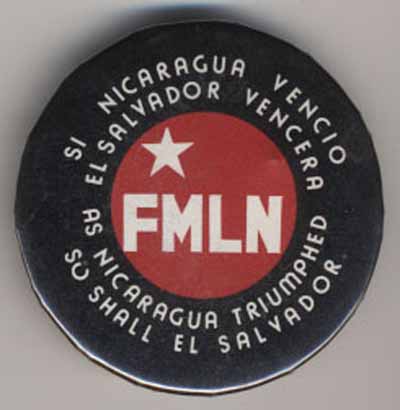 SI NICARAGUA VENCIO
EL SALVADOR VENCERA
FMLN
AS NICARAGUA TRIUMPHED
SO SHALL EL SALVADOR